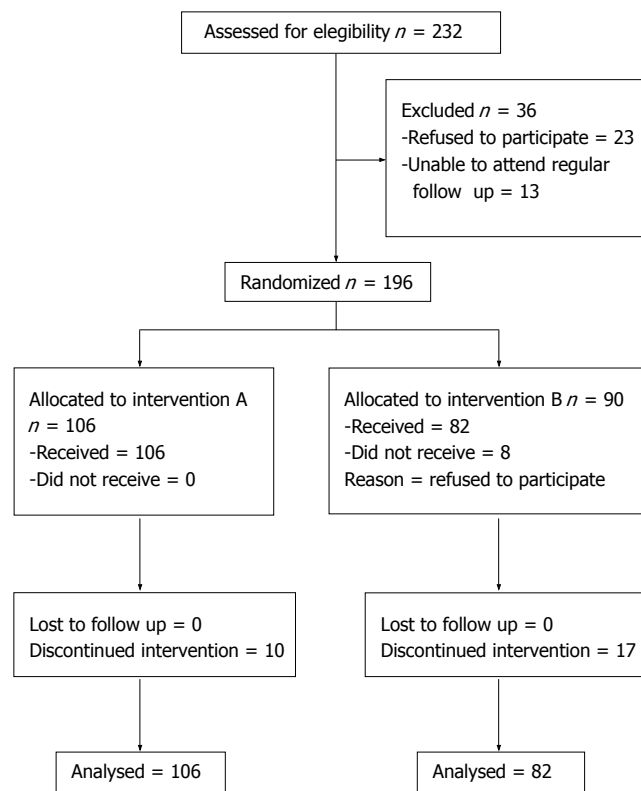 Assessed for elegibility n = 232
Excluded n = 36
-Refused to participate = 23
-Unable to attend regular
follow up = 13
Randomized n = 196
Allocated to intervention A
n = 106
-Received = 106
-Did not receive = 0
Allocated to intervention B n = 90
-Received = 82
-Did not receive = 8
Reason = refused to participate
Lost to follow up = 0
Discontinued intervention = 10
Lost to follow up = 0
Discontinued intervention = 17
Analysed = 106
Analysed = 82